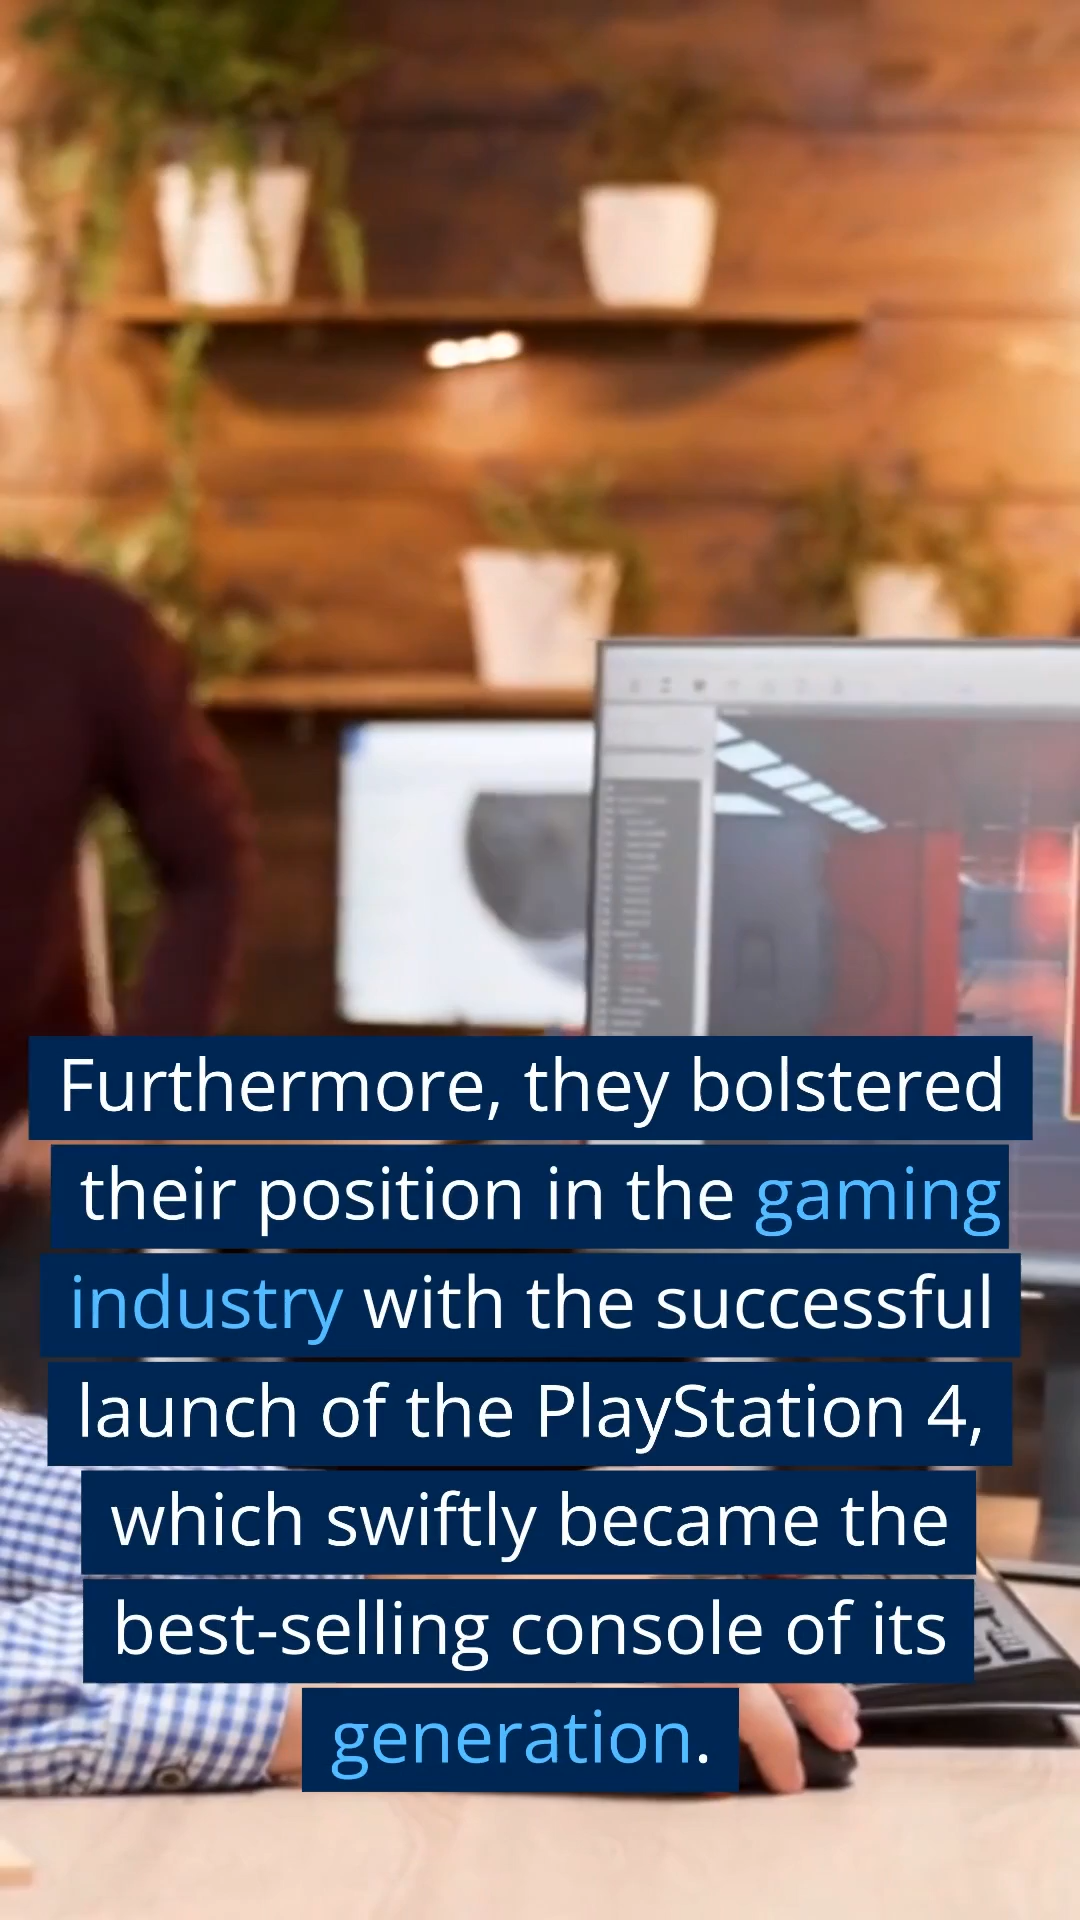 Furthermore, they bolstered
their position in the gaming
industry with the successful
launch of the PlayStation 4,
which swiftly became the
best-selling console of its
generation.